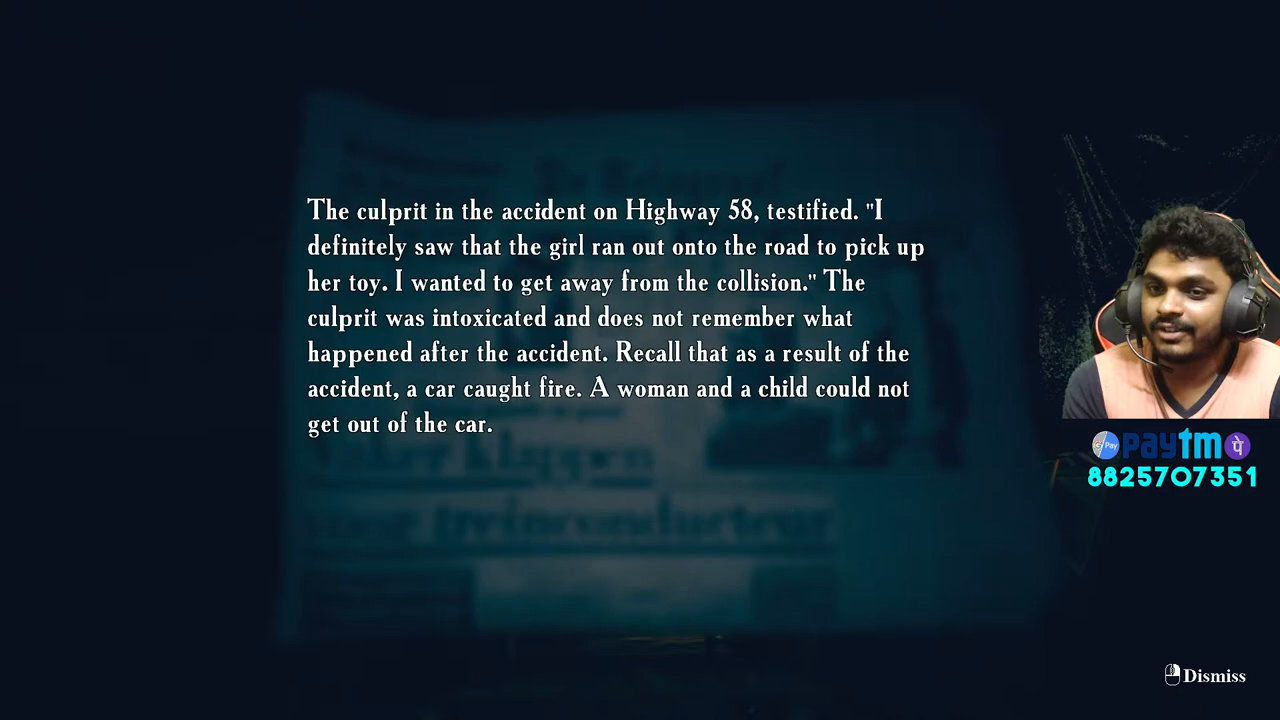 The culprit in the accident on Highway 58, testified. "I
definitely saw that the girl ran out onto the road to pick up
her toy. I wanted to get away from the collision." The
culprit was intoxicated and does not remember what
happened after the accident. Recall that as a result of the
accident, a car caught fire. A woman and a child could not
get out of the car.
G Pay paytm पे
8825707351
Dismiss